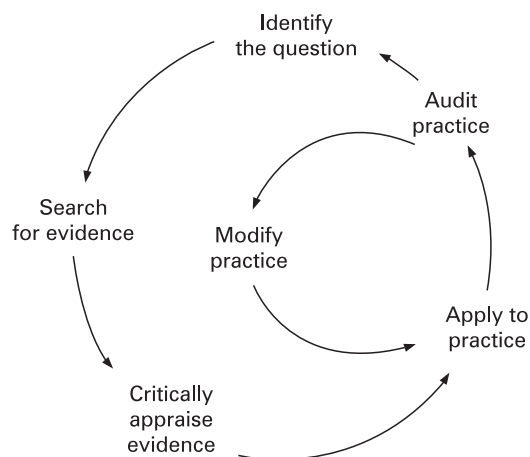 Identify
the question
Audit
practice
Search
for evidence
Modify
practice
Apply to
practice
Critically
appraise
evidence